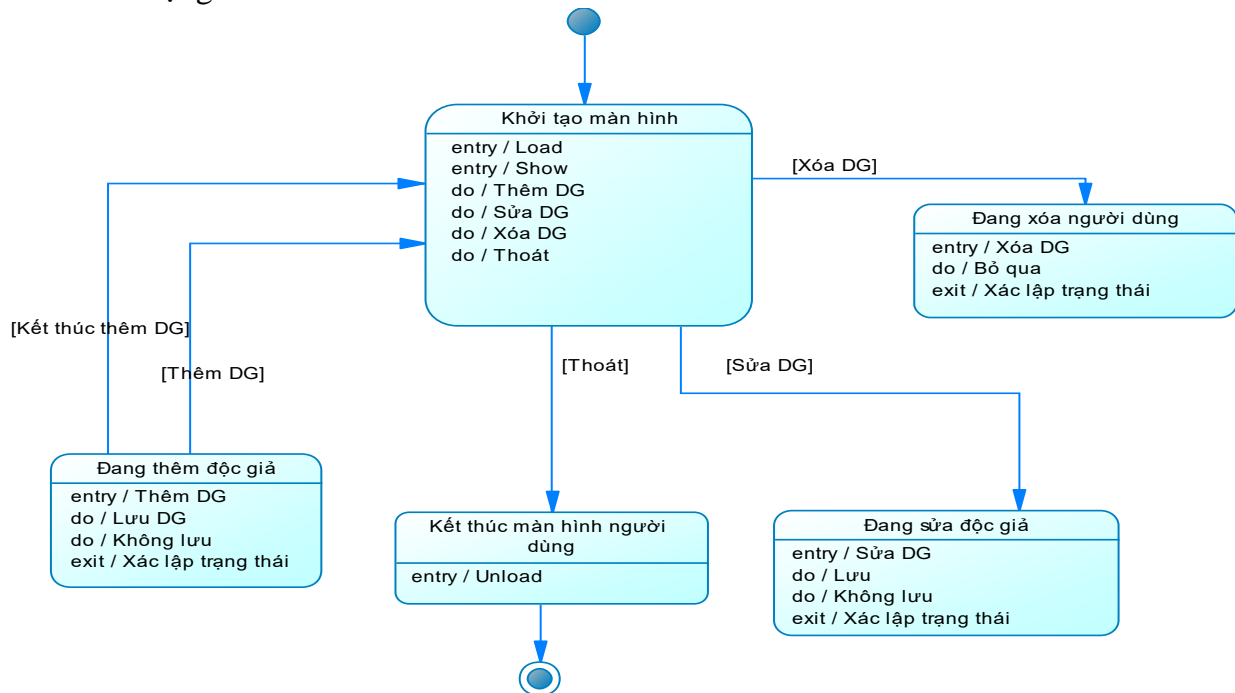 Khởi tạo màn hình
entry / Load
entry / Show
do / Thêm DG
do / Sửa DG
do / Xóa DG
do / Thoát
[Xóa DG]
Đang xóa người dùng
entry / Xóa DG
do / Bỏ qua
exit / Xác lập trạng thái
[Kết thúc thêm DG]
[Thêm DG]
[Thoát]
[Sửa DG]
Đang thêm độc giả
entry / Thêm DG
do / Lưu DG
do / Không lưu
exit / Xác lập trạng thái
Kết thúc màn hình người
dùng
entry / Unload
Đang sửa độc giả
entry / Sửa DG
do / Lưu
do / Không lưu
exit / Xác lập trạng thái